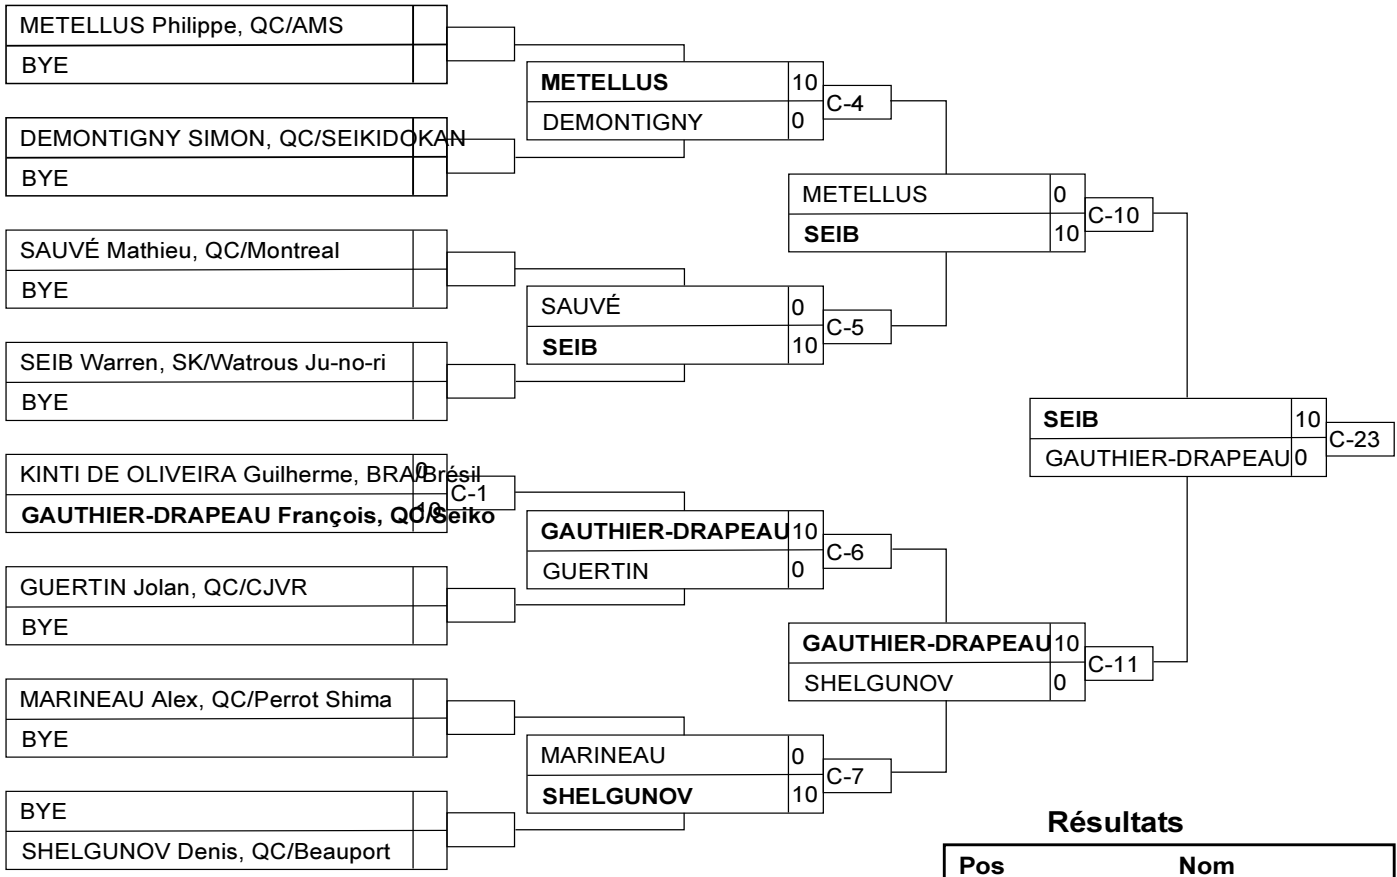 METELLUS Philippe, QC/AMS
BYE
DEMONTIGNY SIMON, QC/SEIKIDOKAN
BYE
SAUVÉ Mathieu, QC/Montreal
BYE
SEIB Warren, SK/Watrous Ju-no-ri
BYE
KINTI DE OLIVEIRA Guilherme, BRA/Brésil 0
GAUTHIER-DRAPEAU François, QC/Seiko 10
C-1
GUERTIN Jolan, QC/CJVR
BYE
MARINEAU Alex, QC/Perrot Shima
BYE
BYE
SHELGUNOV Denis, QC/Beauport
METELLUS 10
DEMONTIGNY 0
C-4
SAUVÉ 0
SEIB 10
C-5
GAUTHIER-DRAPEAU 10
GUERTIN 0
C-6
MARINEAU 0
SHELGUNOV 10
C-7
METELLUS 0
SEIB 10
C-10
GAUTHIER-DRAPEAU 10
SHELGUNOV 0
C-11
SEIB 10
GAUTHIER-DRAPEAU 0
C-23
Résultats
Pos Nom